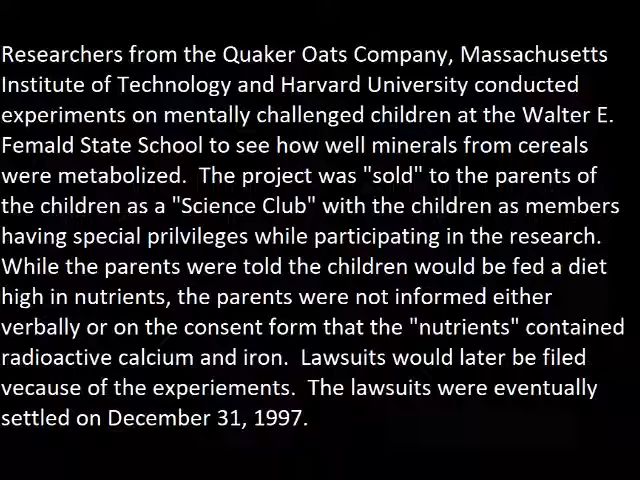 Researchers from the Quaker Oats Company, Massachusetts
Institute of Technology and Harvard University conducted
experiments on mentally challenged children at the Walter E.
Femald State School to see how well minerals from cereals
were metabolized.  The project was "sold" to the parents of
the children as a "Science Club" with the children as members
having special prilvileges while participating in the research.
While the parents were told the children would be fed a diet
high in nutrients, the parents were not informed either
verbally or on the consent form that the "nutrients" contained
radioactive calcium and iron.  Lawsuits would later be filed
vecause of the experiements.  The lawsuits were eventually
settled on December 31, 1997.